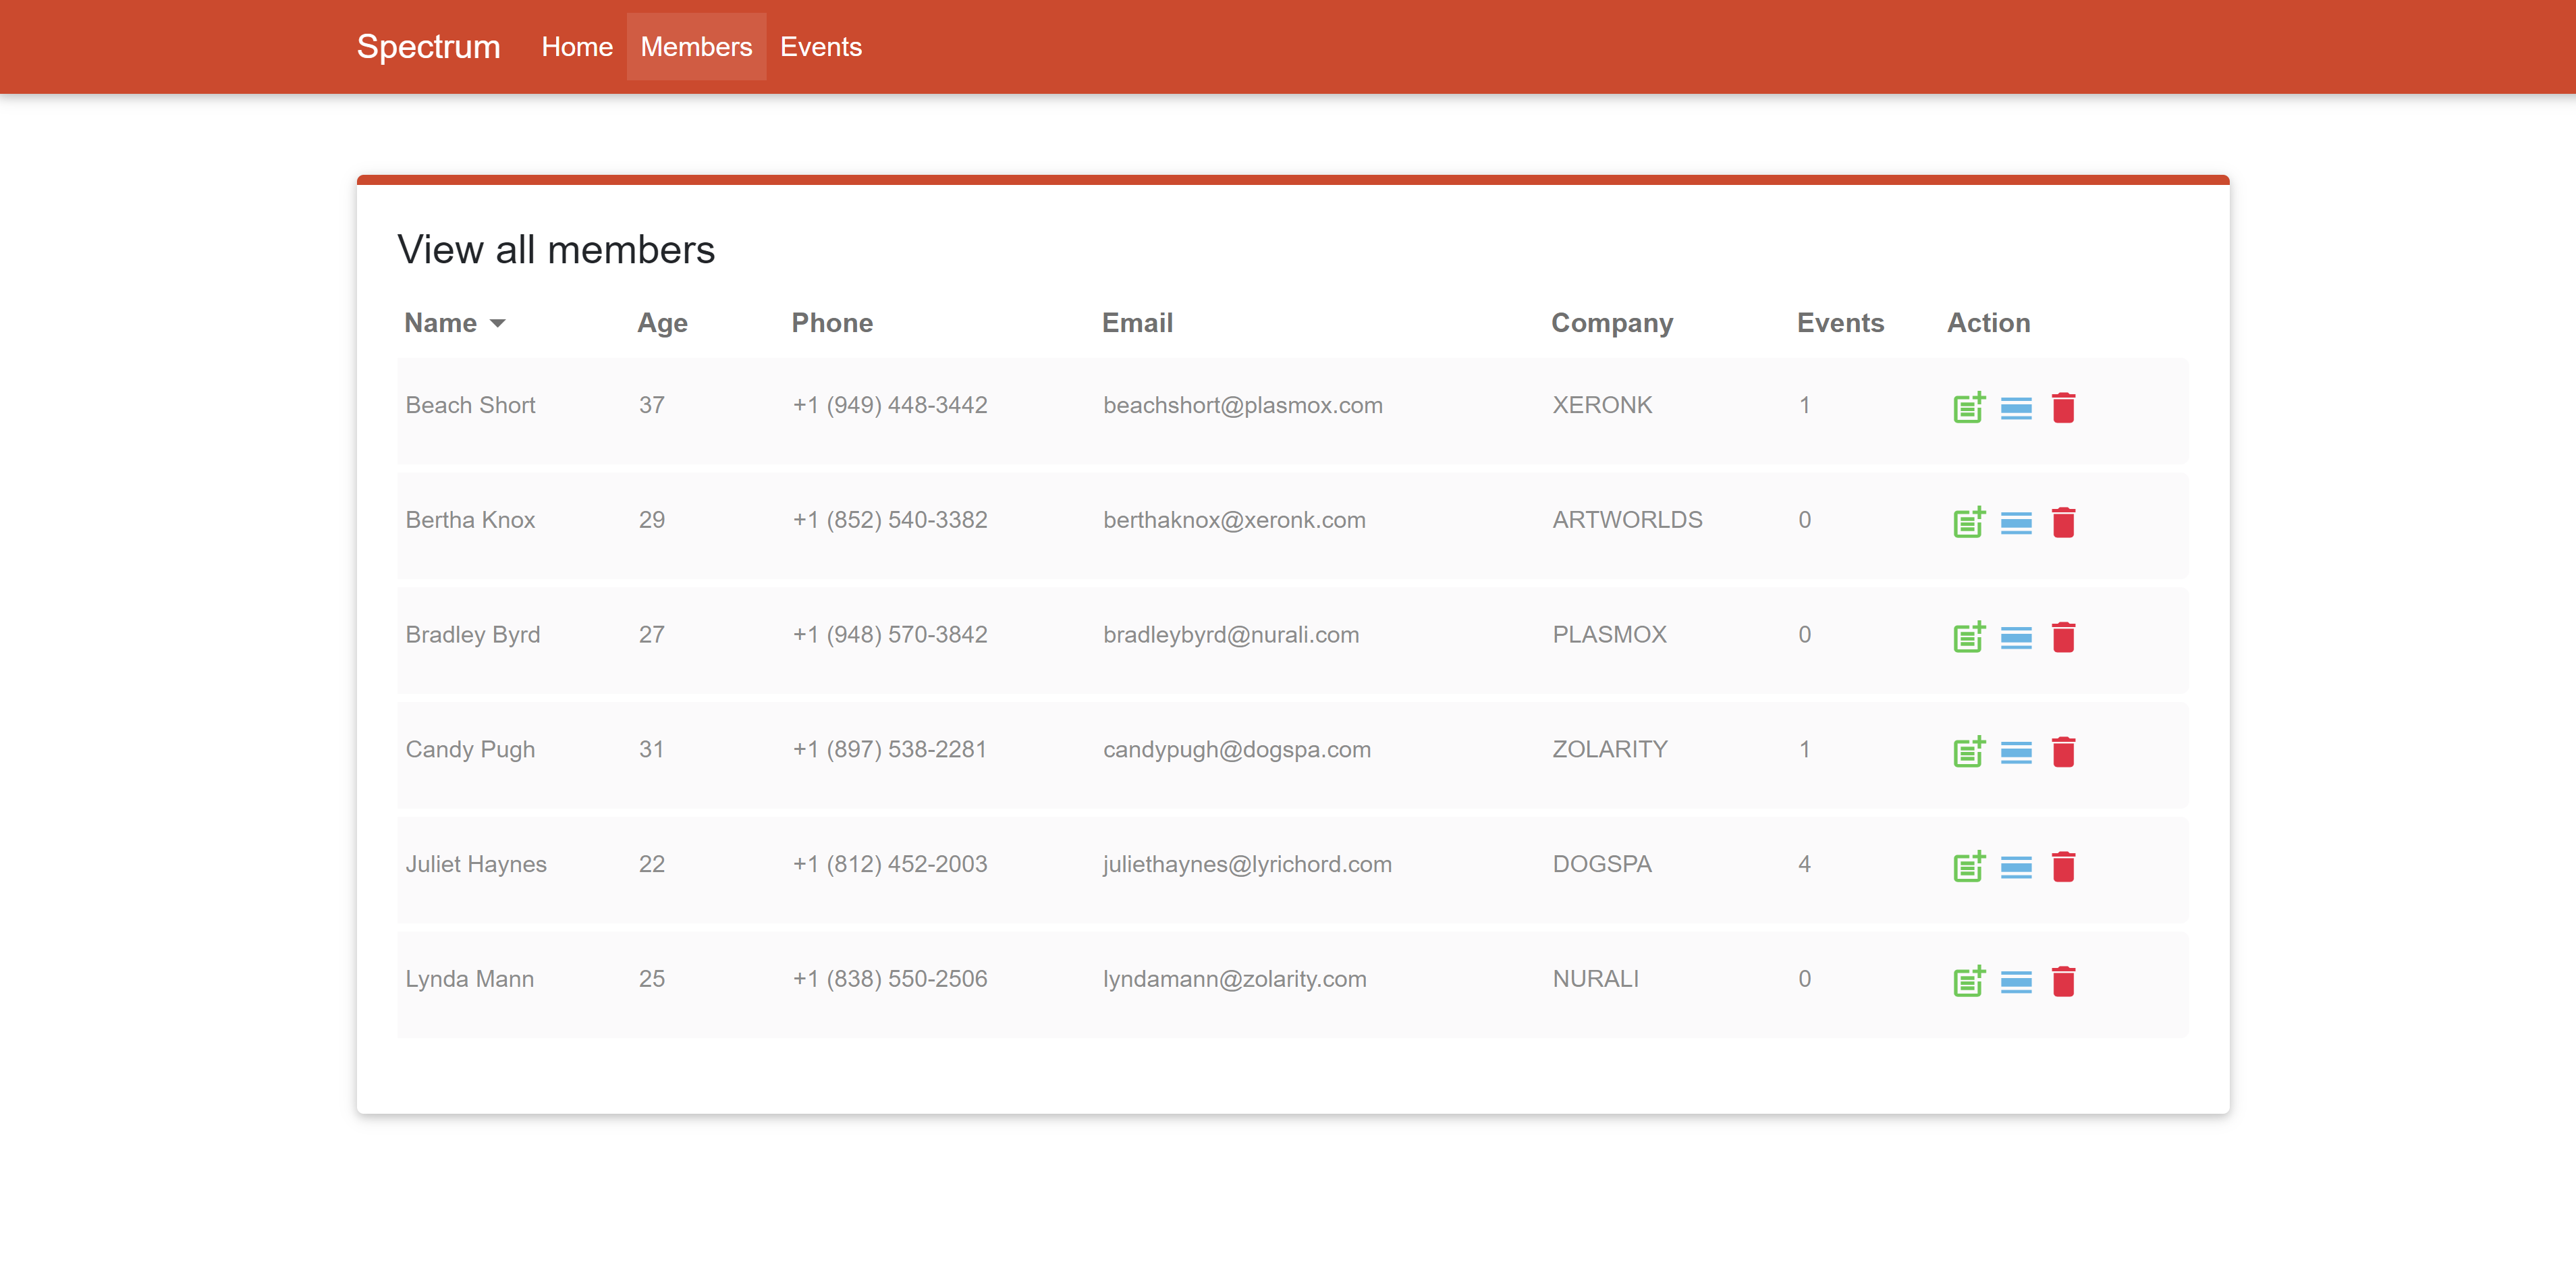 Spectrum Home Members Events
View all members
Name Age Phone Email Company Events Action
Beach Short 37 +1 (949) 448-3442 beachshort@plasmox.com XERONK 1
Bertha Knox 29 +1 (852) 540-3382 berthaknox@xeronk.com ARTWORLDS 0
Bradley Byrd 27 +1 (948) 570-3842 bradleybyrd@nurali.com PLASMOX 0
Candy Pugh 31 +1 (897) 538-2281 candypugh@dogspa.com ZOLARITY 1
Juliet Haynes 22 +1 (812) 452-2003 juliethaynes@lyrichord.com DOGSPA 4
Lynda Mann 25 +1 (838) 550-2506 lyndamann@zolarity.com NURALI 0